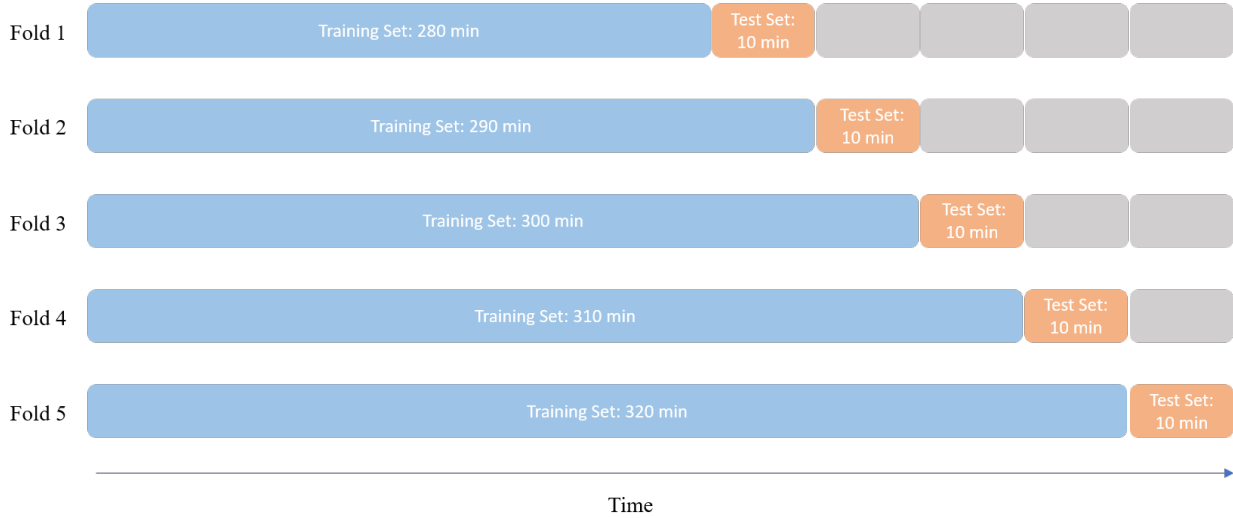 Fold 1
Training Set: 280 min
Test Set:
10 min
Fold 2
Training Set: 290 min
Test Set:
10 min
Fold 3
Training Set: 300 min
Test Set:
10 min
Fold 4
Training Set: 310 min
Test Set:
10 min
Fold 5
Training Set: 320 min
Test Set:
10 min
Time